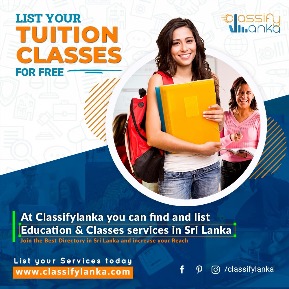 LIST YOUR
TUITION
CLASSES
FOR FREE
classify
Lanka
At Classifylanka you can find and list
Education & Classes services in Sri Lanka
Join the Best Directory in Sri Lanka and increase your Reach
List your Services today
www.classifylanka.com
/classifylanka